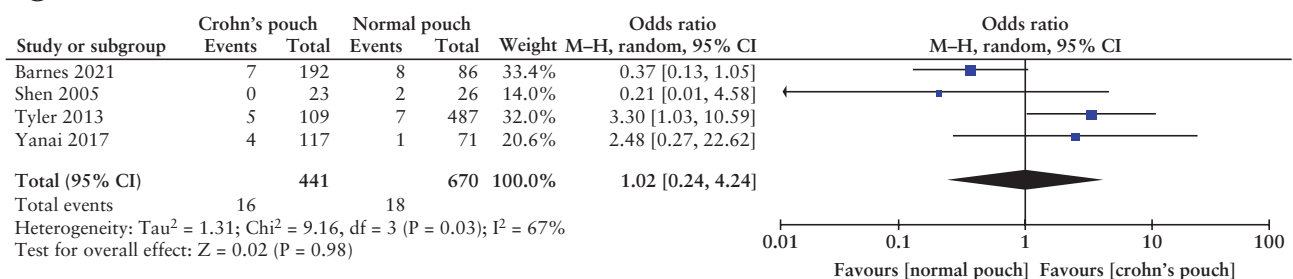 Crohn's pouch Normal pouch Odds ratio Odds ratio
Study or subgroup Events Total Events Total Weight M–H, random, 95% CI M–H, random, 95% CI
Barnes 2021 7 192 8 86 33.4% 0.37 [0.13, 1.05]
Shen 2005 0 23 2 26 14.0% 0.21 [0.01, 4.58]
Tyler 2013 5 109 7 487 32.0% 3.30 [1.03, 10.59]
Yanai 2017 4 117 1 71 20.6% 2.48 [0.27, 22.62]
Total (95% CI) 441 670 100.0% 1.02 [0.24, 4.24]
Total events 16 18
Heterogeneity: Tau² = 1.31; Chi² = 9.16, df = 3 (P = 0.03); I² = 67%
Test for overall effect: Z = 0.02 (P = 0.98)
0.01 0.1 1 10 100
Favours [normal pouch] Favours [crohn's pouch]